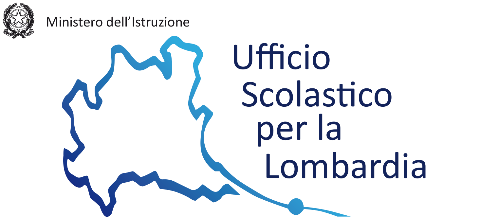 Ministero dell'Istruzione
Ufficio
Scolastico
per la
Lombardia